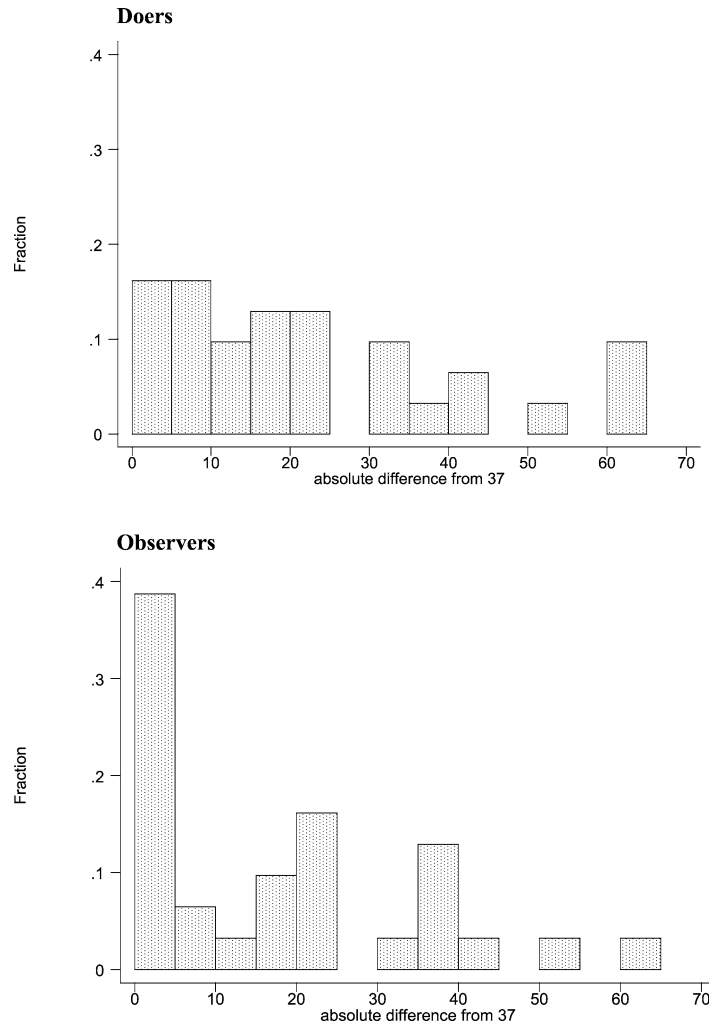 Doers
.4
.3
.2
.1
0
Fraction
0 10 20 30 40 50 60 70
absolute difference from 37
Observers
.4
.3
.2
.1
0
Fraction
0 10 20 30 40 50 60 70
absolute difference from 37